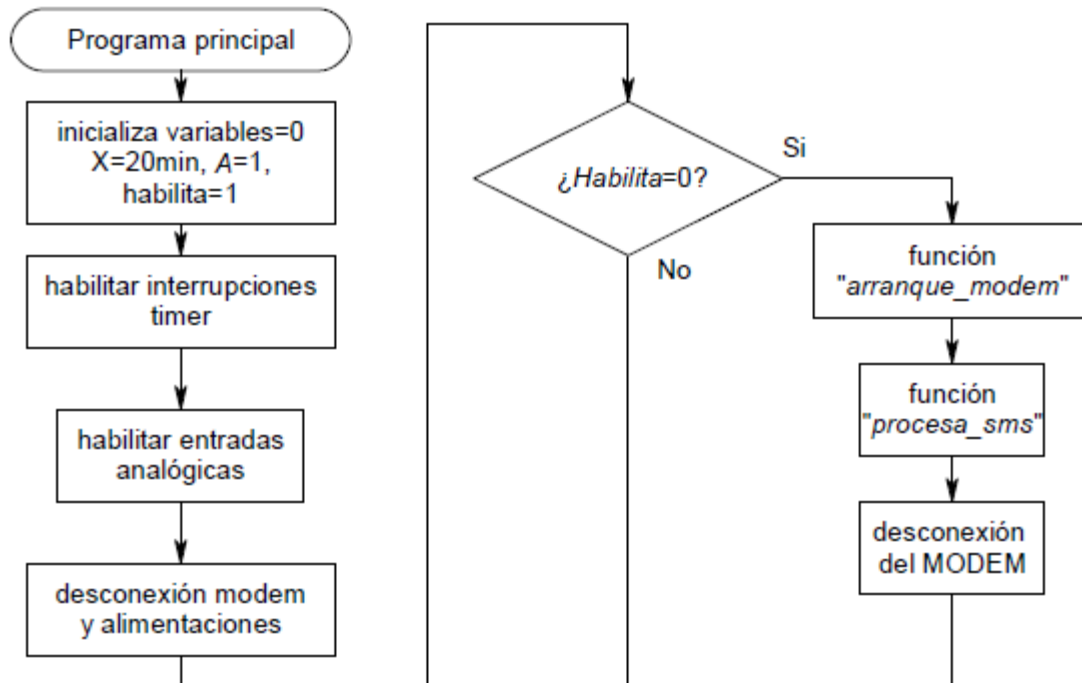 Programa principal
inicializa variables=0
X=20min, A=1,
habilita=1
habilitar interrupciones
timer
habilitar entradas
analógicas
desconexión modem
y alimentaciones
¿Habilita=0?
Si
No
función
"arranque_modem"
función
"procesa_sms"
desconexión
del MODEM